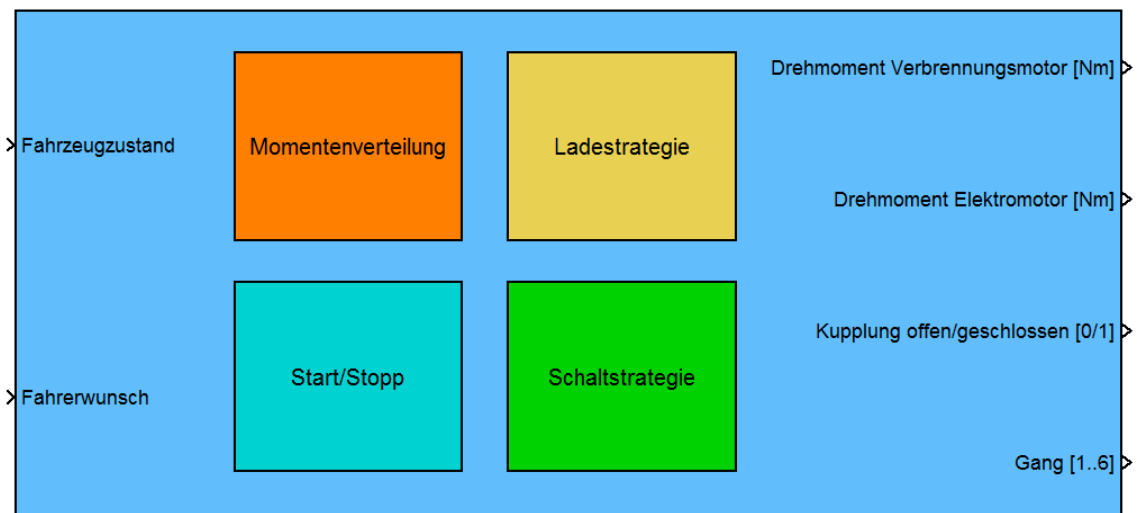 Drehmoment Verbrennungsmotor [Nm]
Fahrzeugzustand
Momentenverteilung
Ladestrategie
Drehmoment Elektromotor [Nm]
Kupplung offen/geschlossen [0/1]
Start/Stopp
Schaltstrategie
Fahrerwunsch
Gang [1..6]